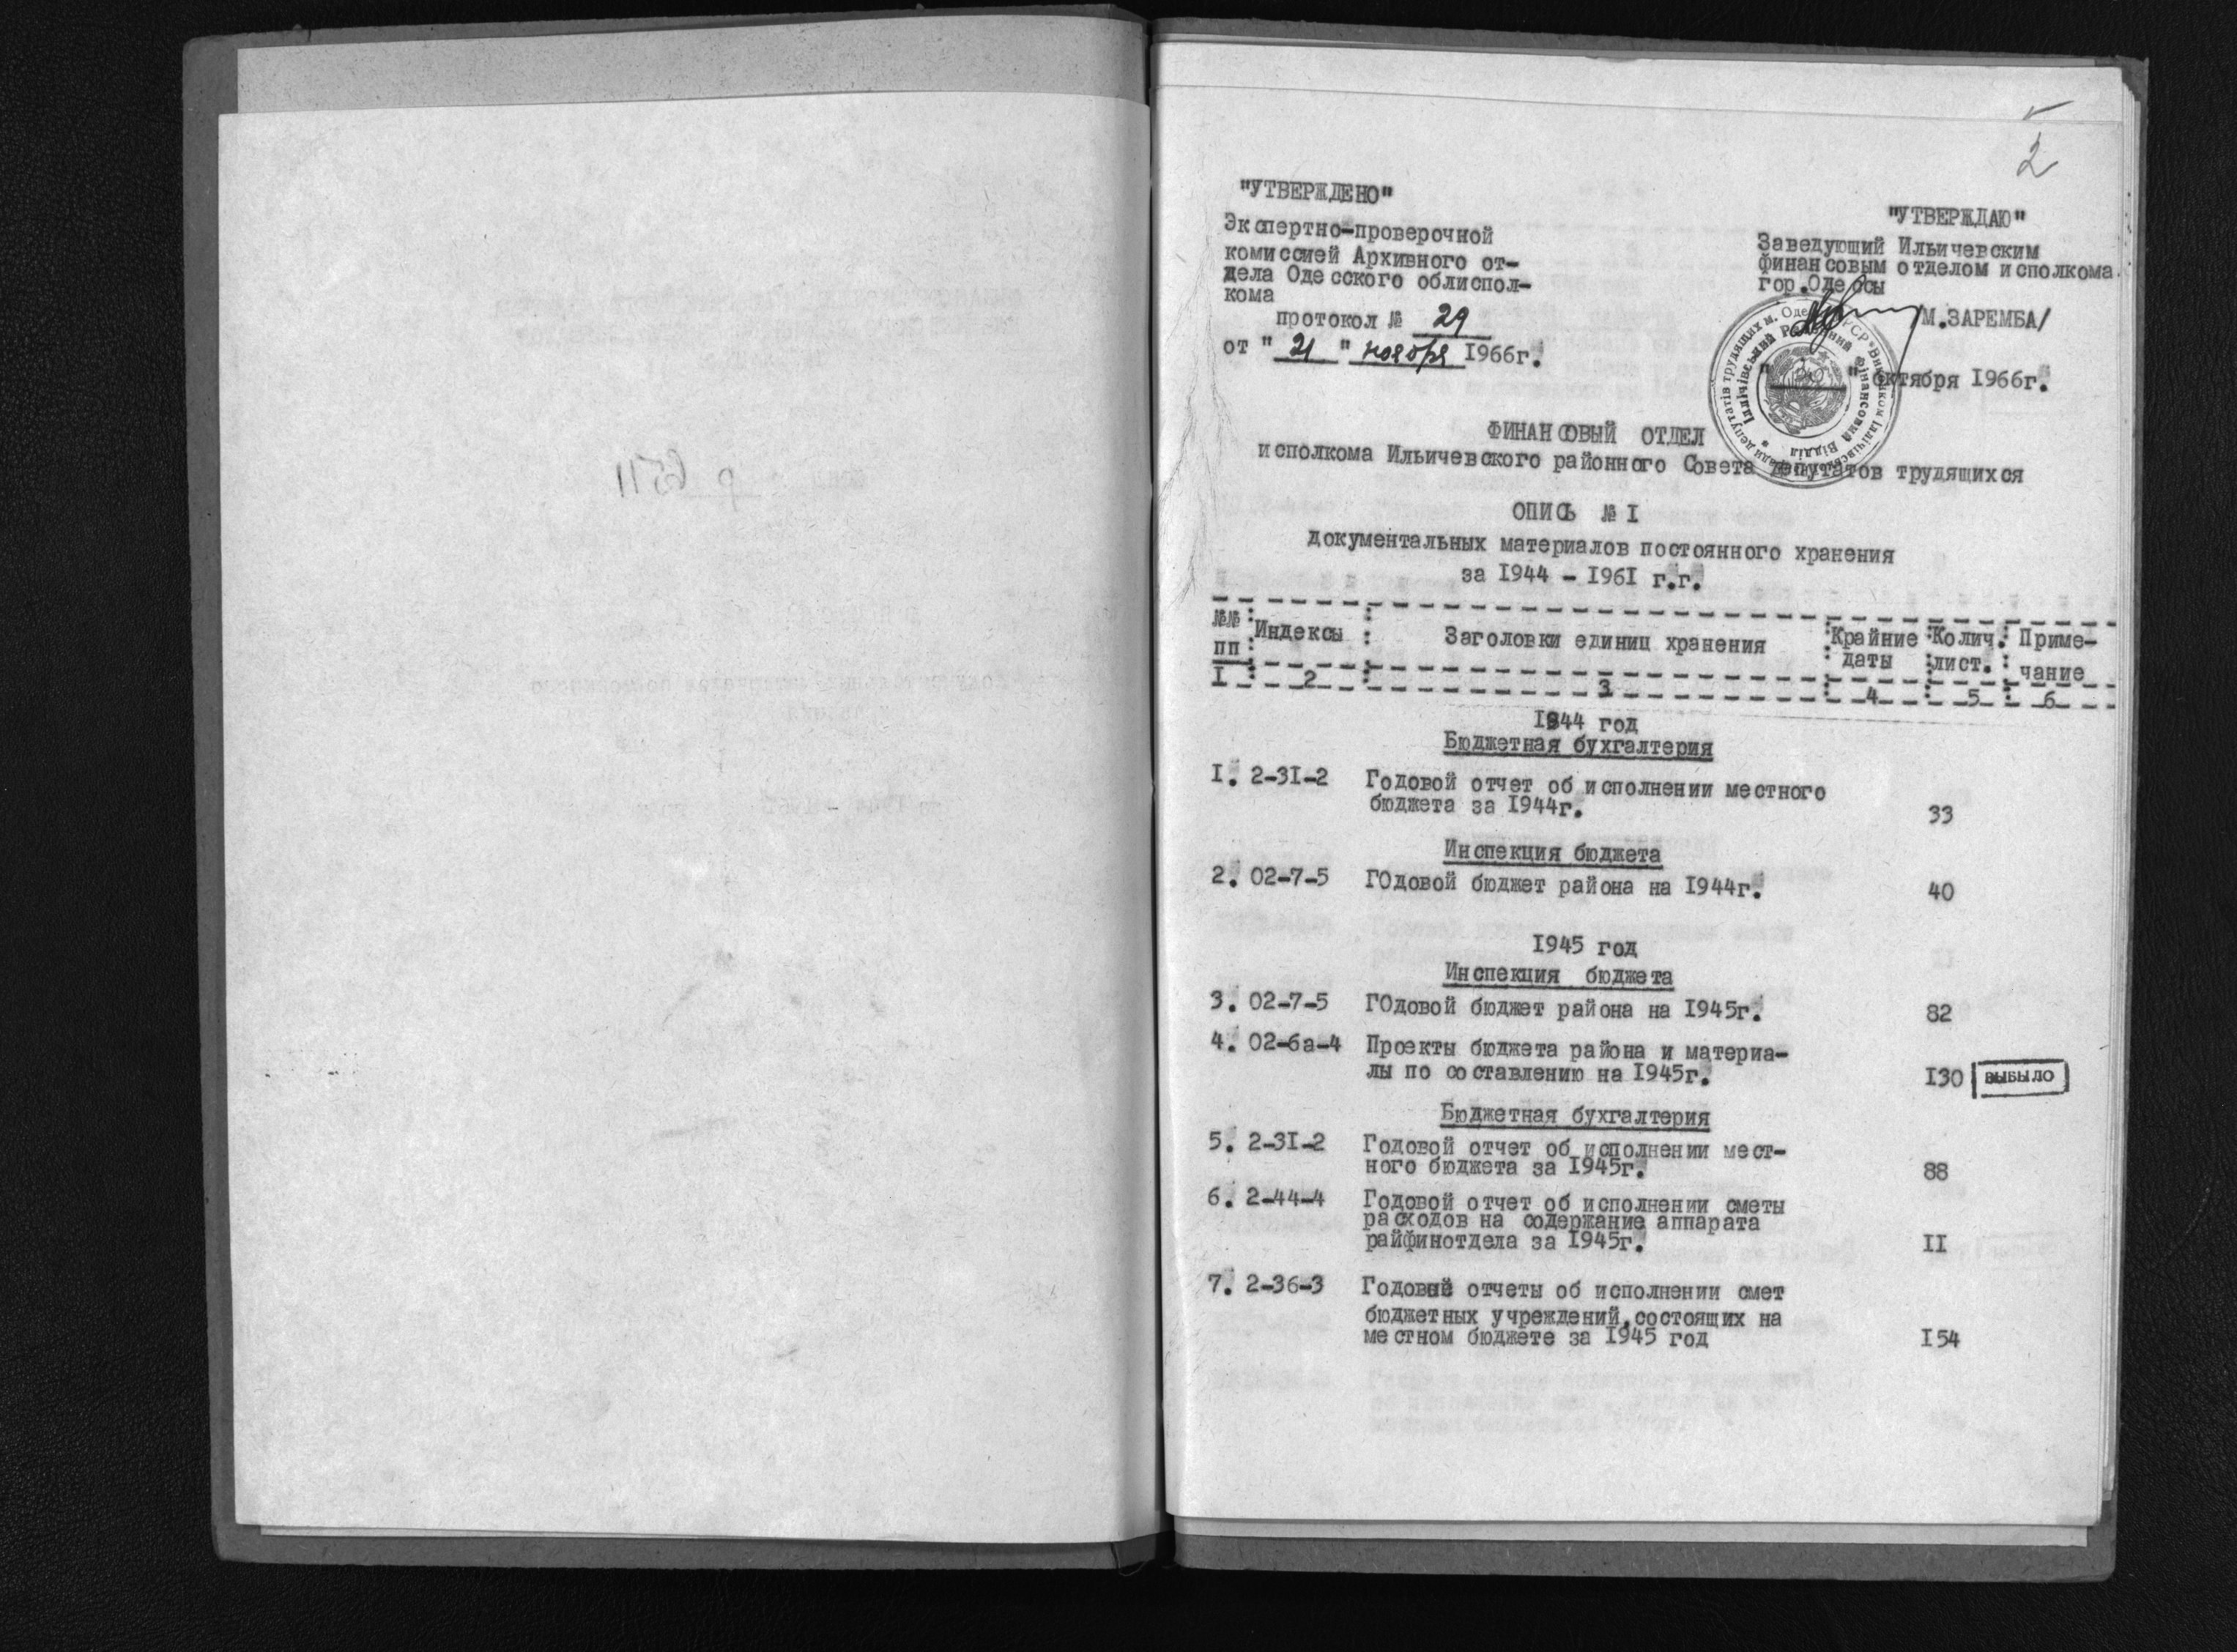 2
"УТВЕРЖДЕНО"
Экспертно-проверочной
комиссией Архивного от-
дела Одесского облиспол-
кома
протокол № 29
от "21" ноября 1966г.
"УТВЕРЖДАЮ"
Заведующий Ильичевским
финансовым отделом исполкома
гор.Одессы
/М.ЗАРЕМБА/
" " октября 1966г.
ФИНАНСОВЫЙ ОТДЕЛ
исполкома Ильичевского районного Совета депутатов трудящихся
ОПИСЬ № I
документальных материалов постоянного хранения
за 1944 - 1961 г.г.
№№ пп : Индексы : Заголовки единиц хранения : Крайние даты : Колич. лист. : Приме-чание
I : 2 : 3 : 4 : 5 : 6
1944 год
Бюджетная бухгалтерия
I. 2-3I-2 Годовой отчет об исполнении местного
бюджета за 1944г. 33
Инспекция бюджета
2. 02-7-5 ГОдовой бюджет района на 1944г. 40
1945 год
Инспекция бюджета
3. 02-7-5 ГОдовой бюджет района на 1945г. 82
4. 02-6а-4 Проекты бюджета района и материа-
лы по составлению на 1945г. 130 ВЫБЫЛО
Бюджетная бухгалтерия
5. 2-3I-2 Годовой отчет об исполнении мест-
ного бюджета за 1945г. 88
6. 2-44-4 Годовой отчет об исполнении сметы
расходов на содержание аппарата
райфинотдела за 1945г. II
7. 2-36-3 Годовые отчеты об исполнении смет
бюджетных учреждений,состоящих на
местном бюджете за 1945 год 154